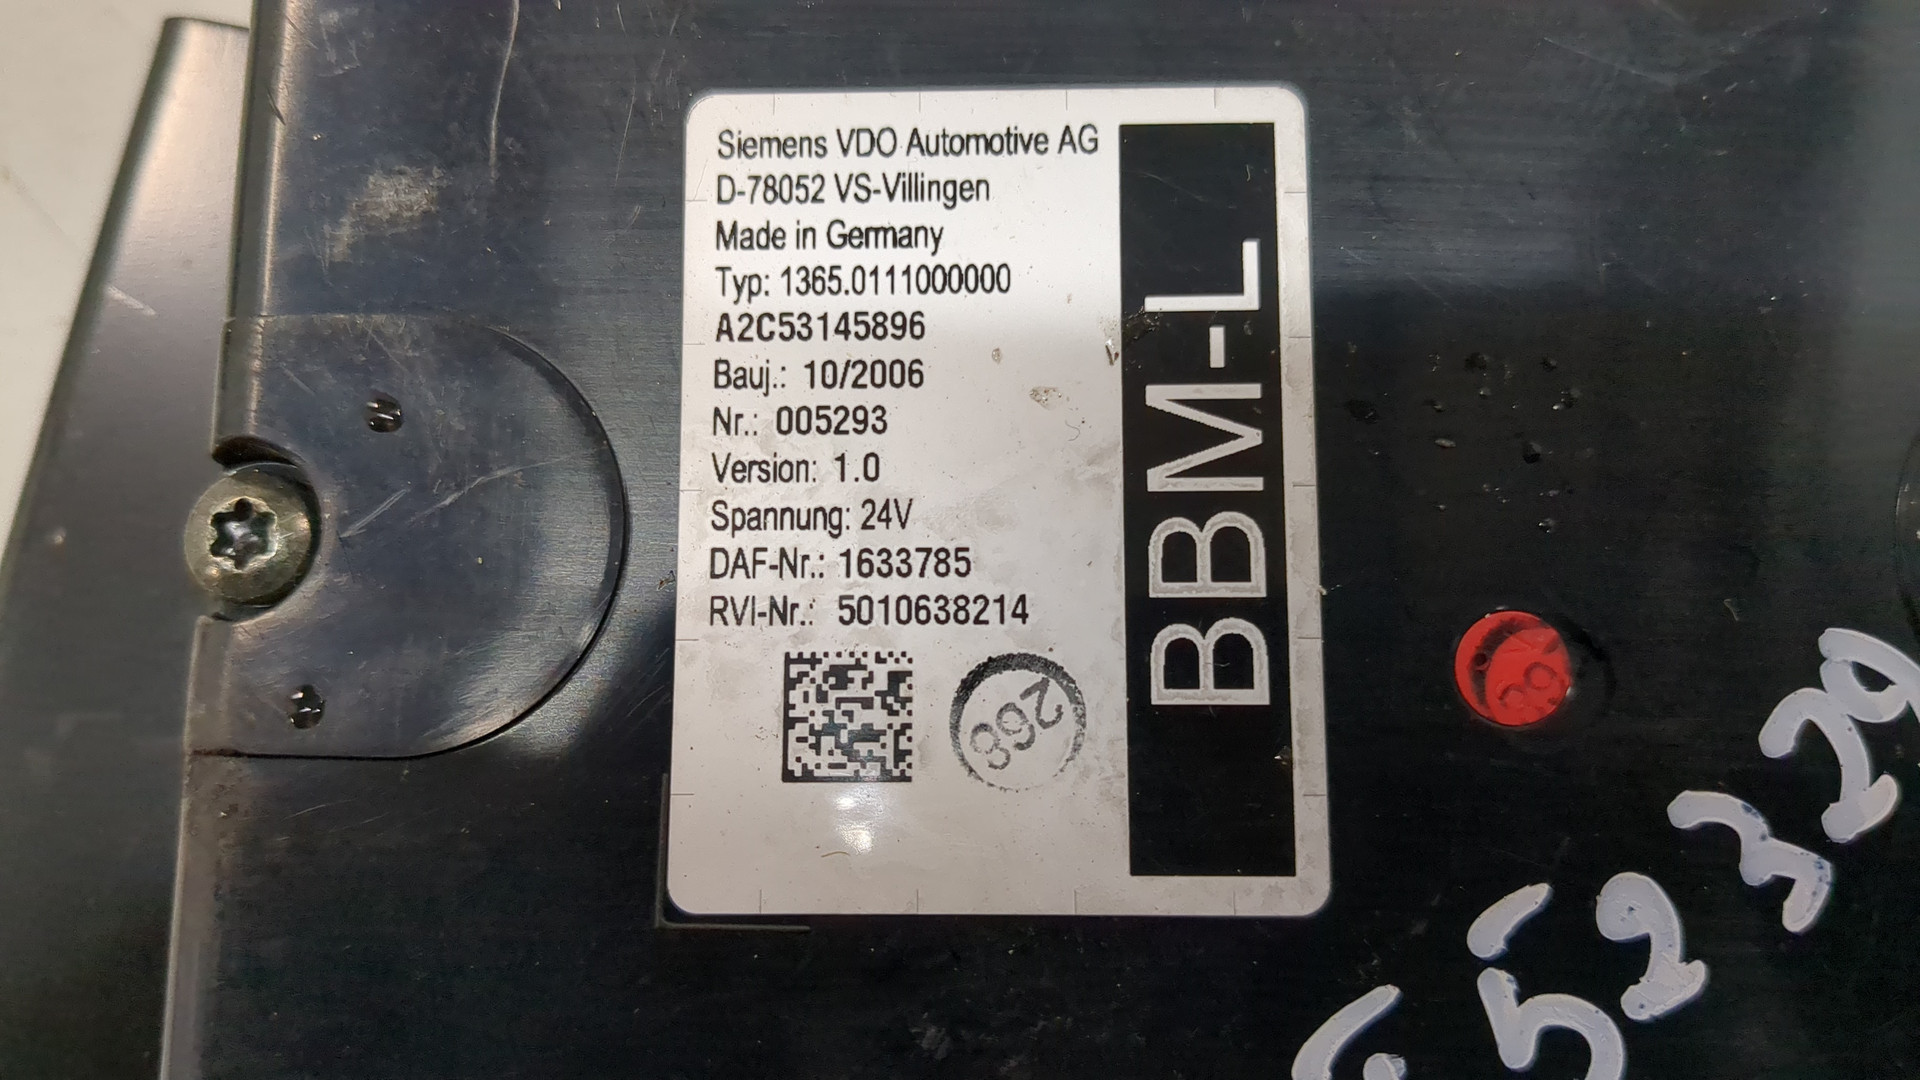 Siemens VDO Automotive AG
D-78052 VS-Villingen
Made in Germany
Typ: 1365.0111000000
A2C53145896
Bauj.: 10/2006
Nr.: 005293
Version: 1.0
Spannung: 24V
DAF-Nr.: 1633785
RVI-Nr.: 5010638214
268
BBM-L